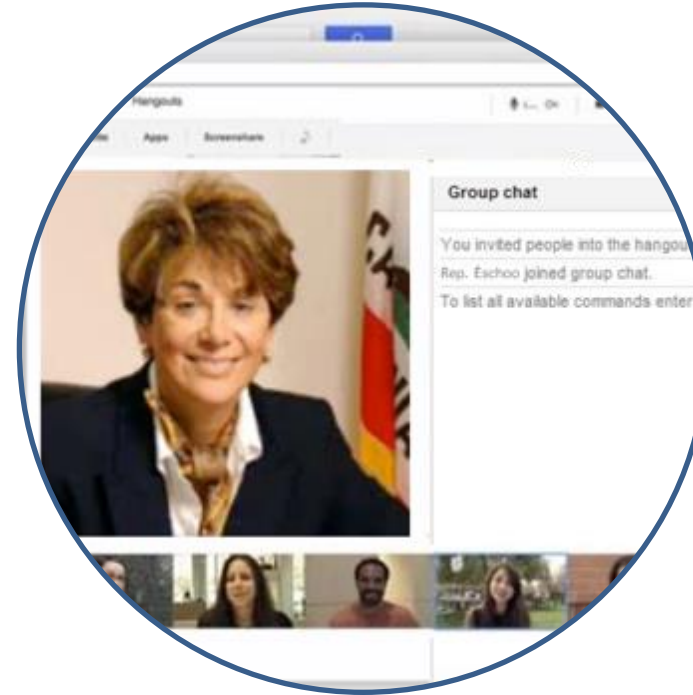 Hangouts
On
Apps Screenshare
Group chat
You invited people into the hangou
Rep. Eschoo joined group chat.
To list all available commands enter